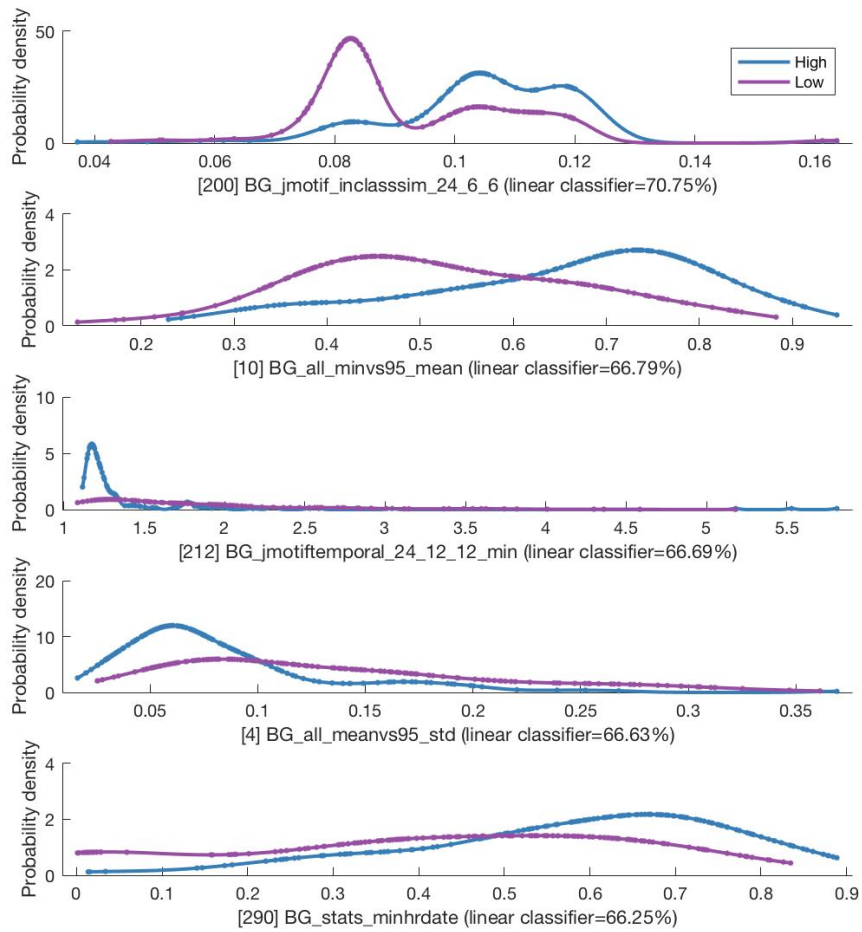 Probability density
50
0
High
Low
0.04 0.06 0.08 0.1 0.12 0.14 0.16
[200] BG_jmotif_inclasssim_24_6_6 (linear classifier=70.75%)
Probability density
4
2
0
0.2 0.3 0.4 0.5 0.6 0.7 0.8 0.9
[10] BG_all_minvs95_mean (linear classifier=66.79%)
Probability density
10
5
0
1 1.5 2 2.5 3 3.5 4 4.5 5 5.5
[212] BG_jmotiftemporal_24_12_12_min (linear classifier=66.69%)
Probability density
20
10
0
0.05 0.1 0.15 0.2 0.25 0.3 0.35
[4] BG_all_meanvs95_std (linear classifier=66.63%)
Probability density
4
2
0
0 0.1 0.2 0.3 0.4 0.5 0.6 0.7 0.8 0.9
[290] BG_stats_minhrdate (linear classifier=66.25%)